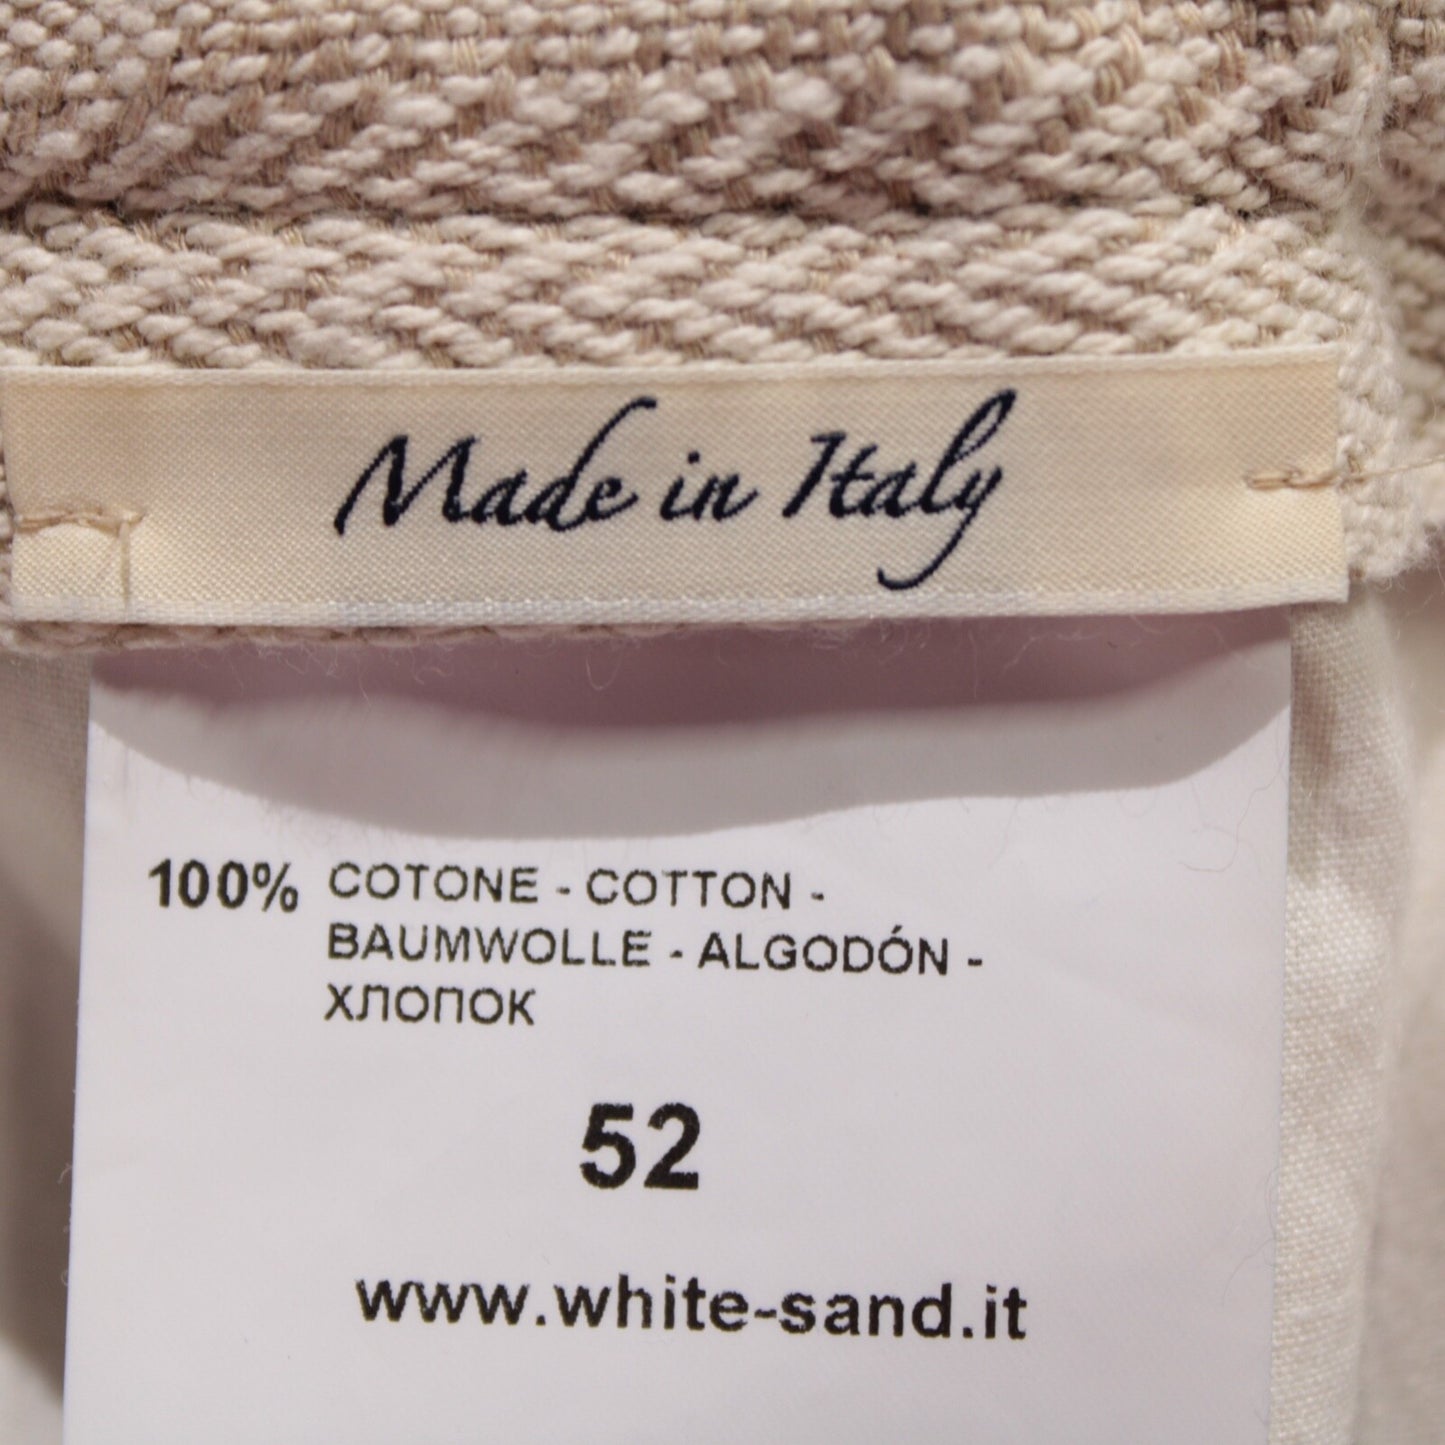 Made in Italy
100% COTONE - COTTON -
BAUMWOLLE - ALGODÓN -
ХЛОПОК
52
www.white-sand.it